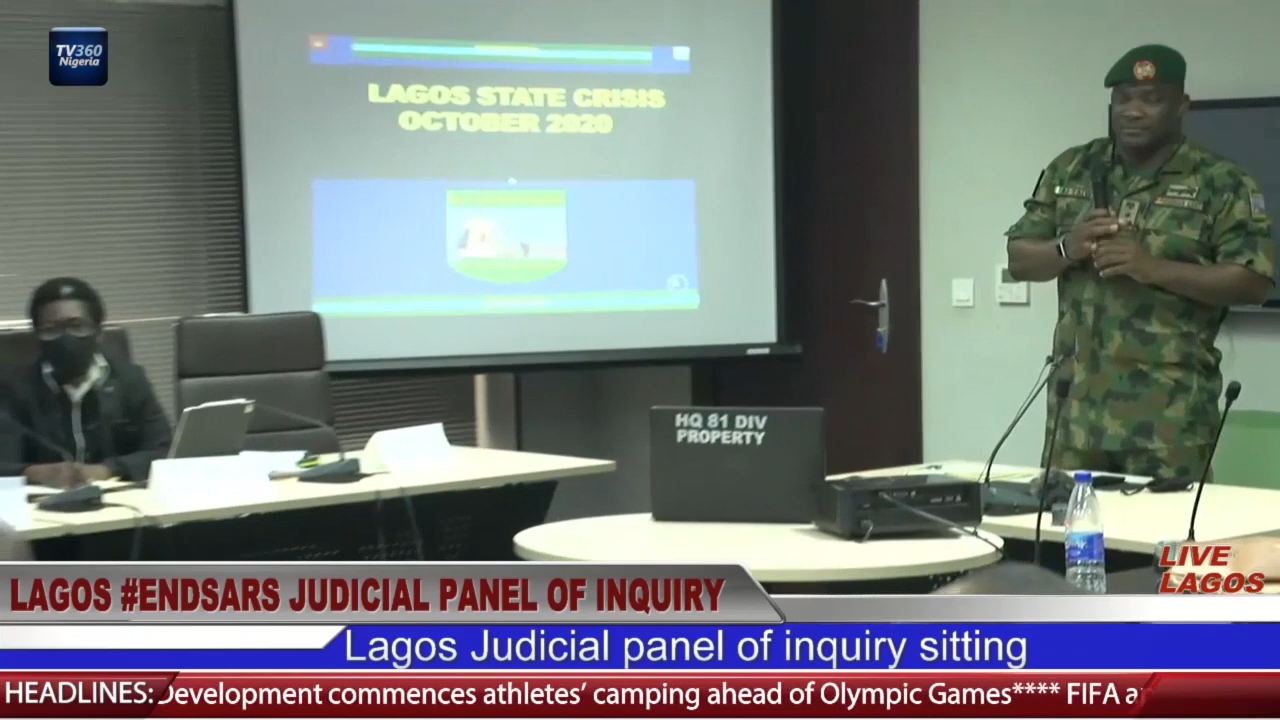 TV360
Nigeria
LAGOS STATE CRISIS
OCTOBER 2020
HQ 81 DIV
PROPERTY
LIVE
LAGOS
LAGOS #ENDSARS JUDICIAL PANEL OF INQUIRY
Lagos Judicial panel of inquiry sitting
HEADLINES: Development commences athletes’ camping ahead of Olympic Games**** FIFA a